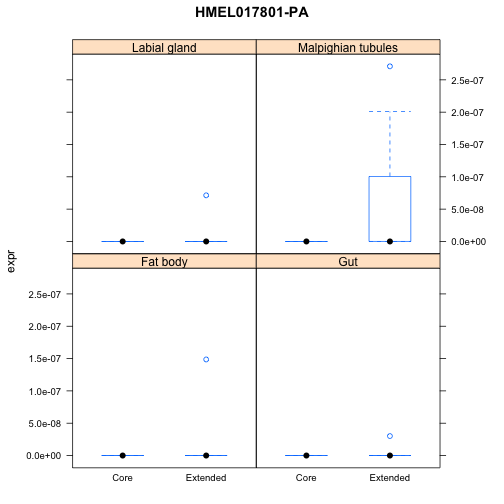 HMEL017801-PA
Labial gland
Malpighian tubules
2.5e-07
2.0e-07
1.5e-07
1.0e-07
5.0e-08
0.0e+00
expr
Fat body
Gut
2.5e-07
2.0e-07
1.5e-07
1.0e-07
5.0e-08
0.0e+00
Core
Extended
Core
Extended